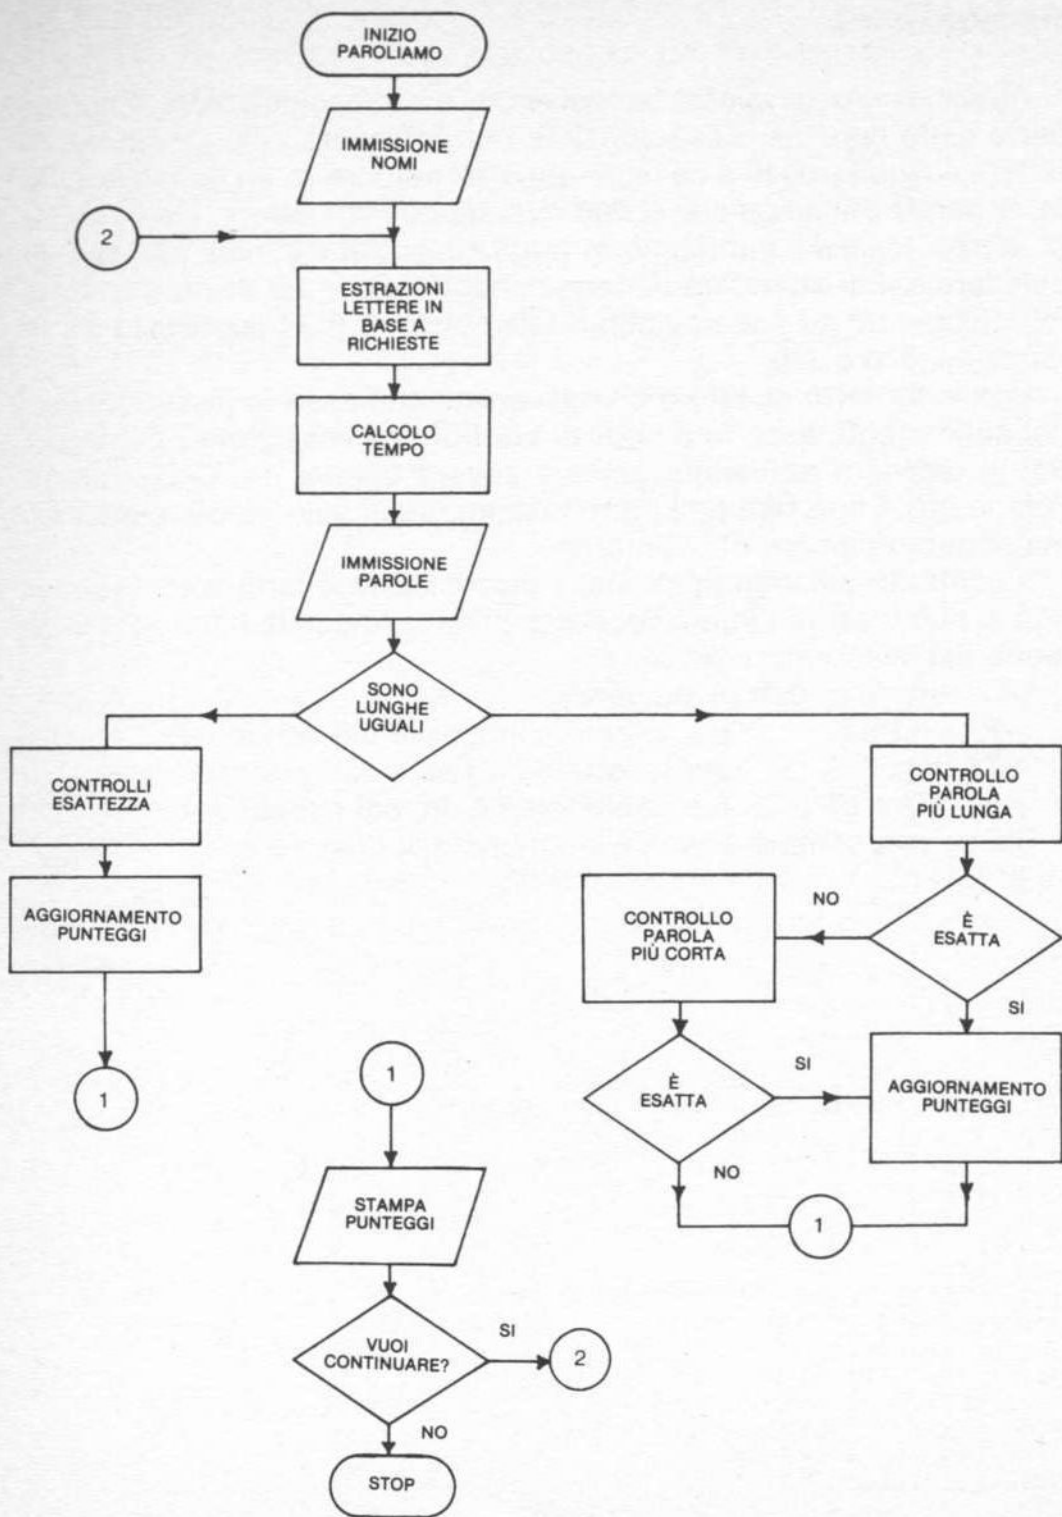 INIZIO
PAROLIAMO
IMMISSIONE
NOMI
2
ESTRAZIONI
LETTERE IN
BASE A
RICHIESTE
CALCOLO
TEMPO
IMMISSIONE
PAROLE
SONO
LUNGHE
UGUALI
CONTROLLI
ESATTEZZA
AGGIORNAMENTO
PUNTEGGI
1
CONTROLLO
PAROLA
PIÙ LUNGA
È
ESATTA
NO
SI
CONTROLLO
PAROLA
PIÙ CORTA
È
ESATTA
SI
NO
AGGIORNAMENTO
PUNTEGGI
1
1
STAMPA
PUNTEGGI
VUOI
CONTINUARE?
SI
2
NO
STOP